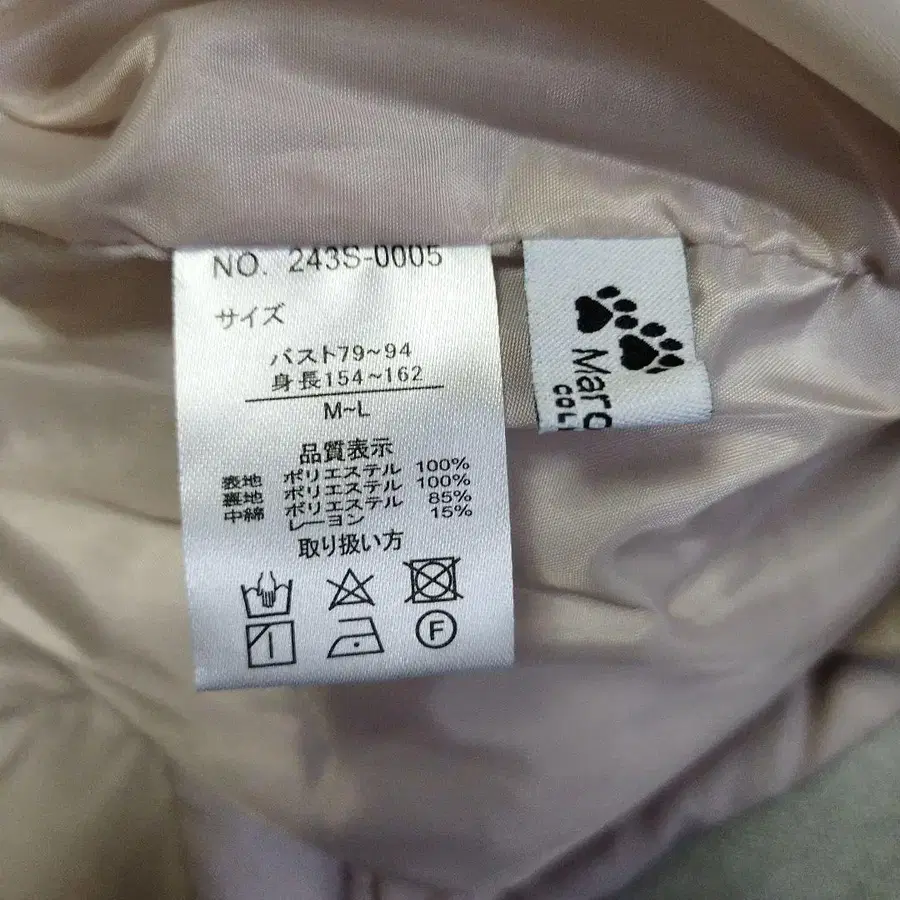 NO. 243S-0005
サイズ
バスト79~94
身長154~162
M~L
品質表示
表地 ポリエステル 100%
裏地 ポリエステル 100%
中綿 ポリエステル 85%
レーヨン 15%
取り扱い方
F